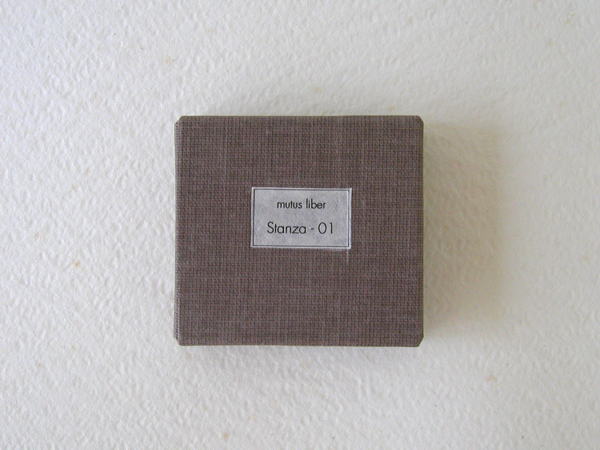 mutus liber
Stanza - 01